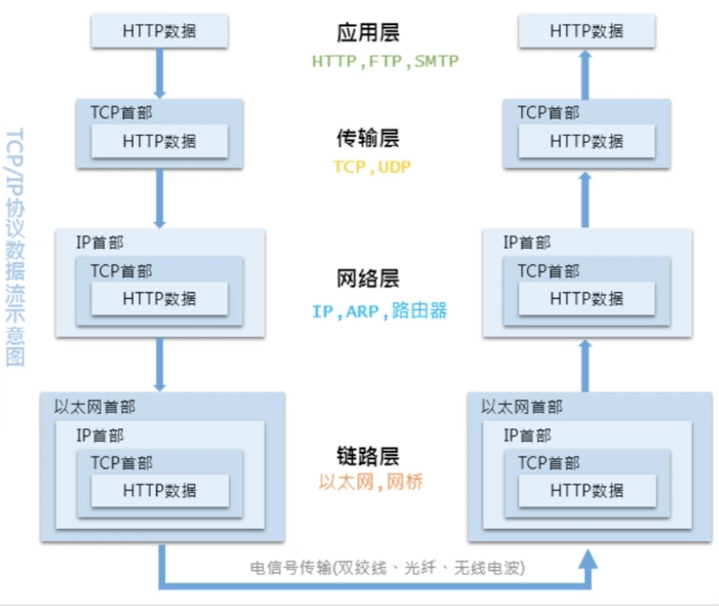 TCP/IP协议数据流示意图
HTTP数据
应用层
HTTP,FTP,SMTP
HTTP数据
TCP首部
HTTP数据
传输层
TCP,UDP
TCP首部
HTTP数据
IP首部
TCP首部
HTTP数据
网络层
IP,ARP,路由器
IP首部
TCP首部
HTTP数据
以太网首部
IP首部
TCP首部
HTTP数据
链路层
以太网,网桥
以太网首部
IP首部
TCP首部
HTTP数据
电信号传输(双绞线、光纤、无线电波)